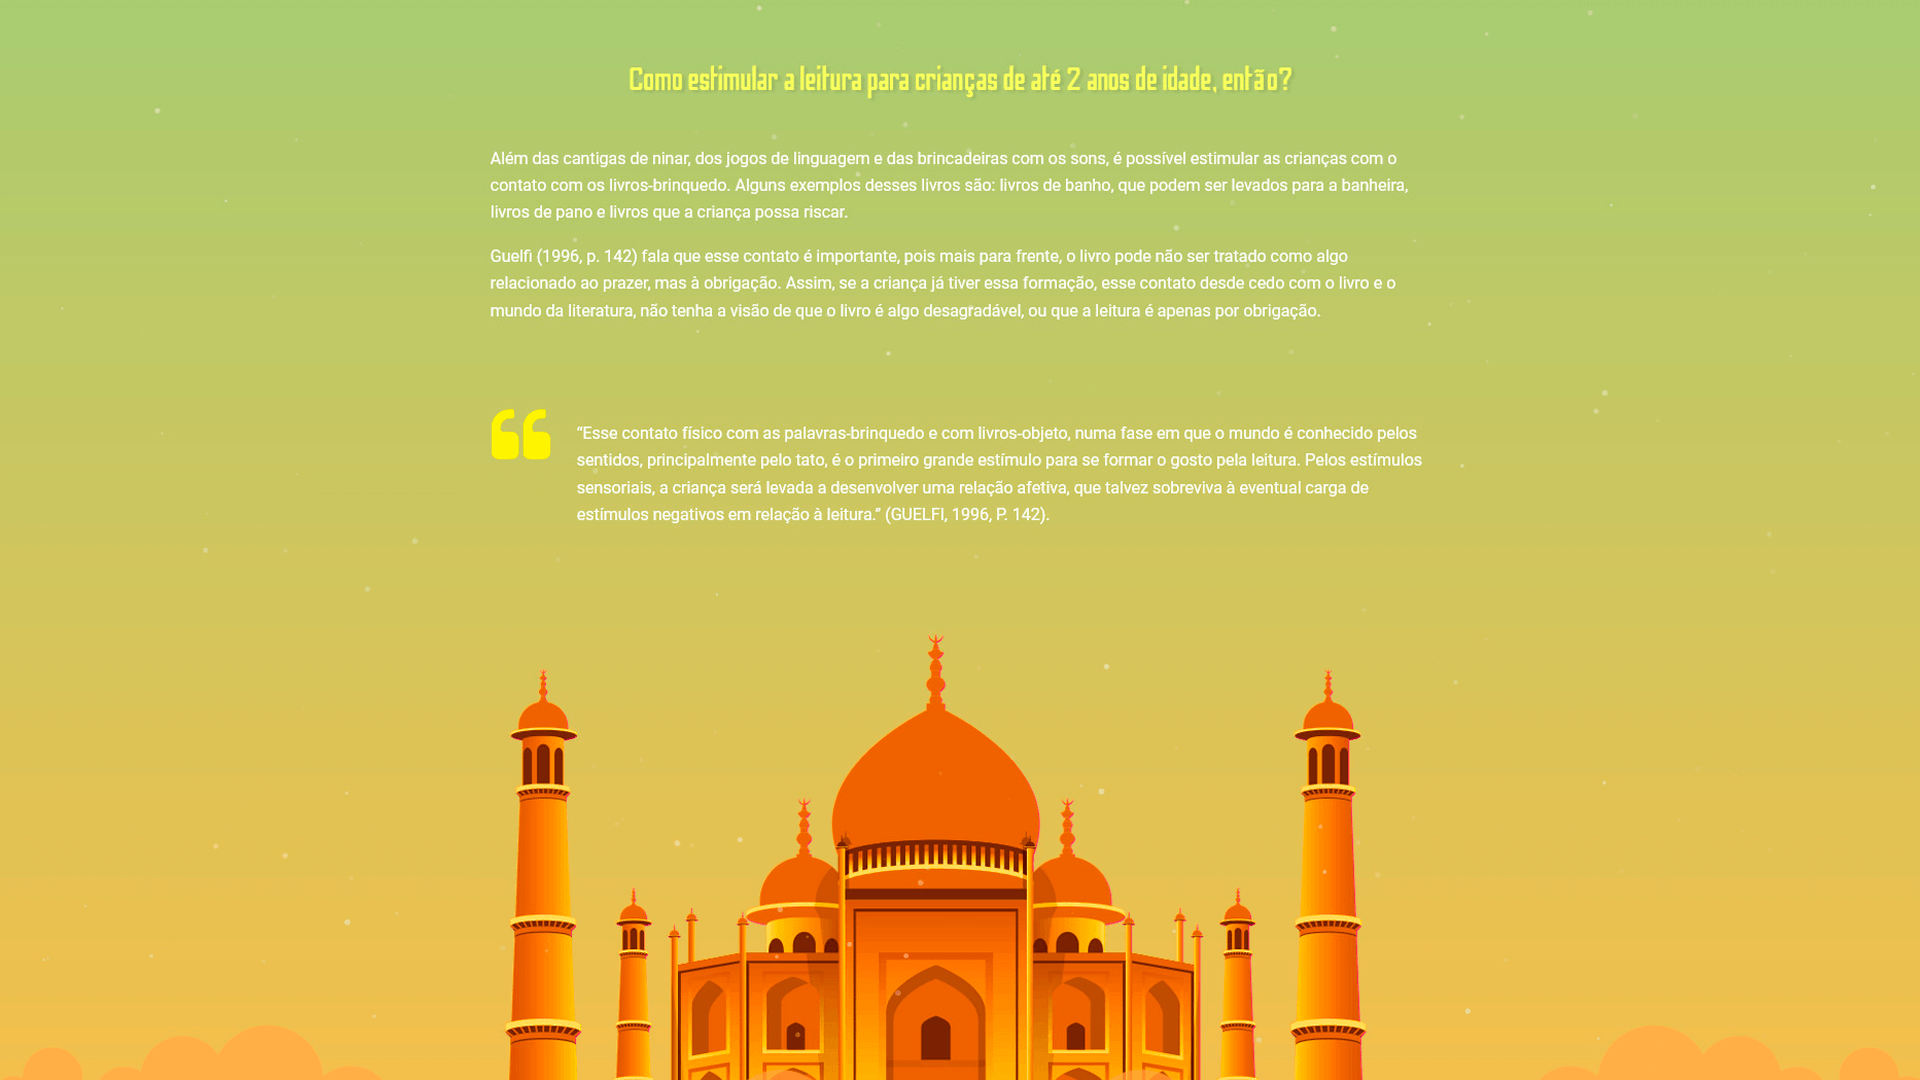 Como estimular a leitura para crianças de até 2 anos de idade, então?
Além das cantigas de ninar, dos jogos de linguagem e das brincadeiras com os sons, é possível estimular as crianças com o
contato com os livros-brinquedo. Alguns exemplos desses livros são: livros de banho, que podem ser levados para a banheira,
livros de pano e livros que a criança possa riscar.
Guelfi (1996, p. 142) fala que esse contato é importante, pois mais para frente, o livro pode não ser tratado como algo
relacionado ao prazer, mas à obrigação. Assim, se a criança já tiver essa formação, esse contato desde cedo com o livro e o
mundo da literatura, não tenha a visão de que o livro é algo desagradável, ou que a leitura é apenas por obrigação.
“Esse contato físico com as palavras-brinquedo e com livros-objeto, numa fase em que o mundo é conhecido pelos
sentidos, principalmente pelo tato, é o primeiro grande estímulo para se formar o gosto pela leitura. Pelos estímulos
sensoriais, a criança será levada a desenvolver uma relação afetiva, que talvez sobreviva à eventual carga de
estímulos negativos em relação à leitura.” (GUELFI, 1996, P. 142).